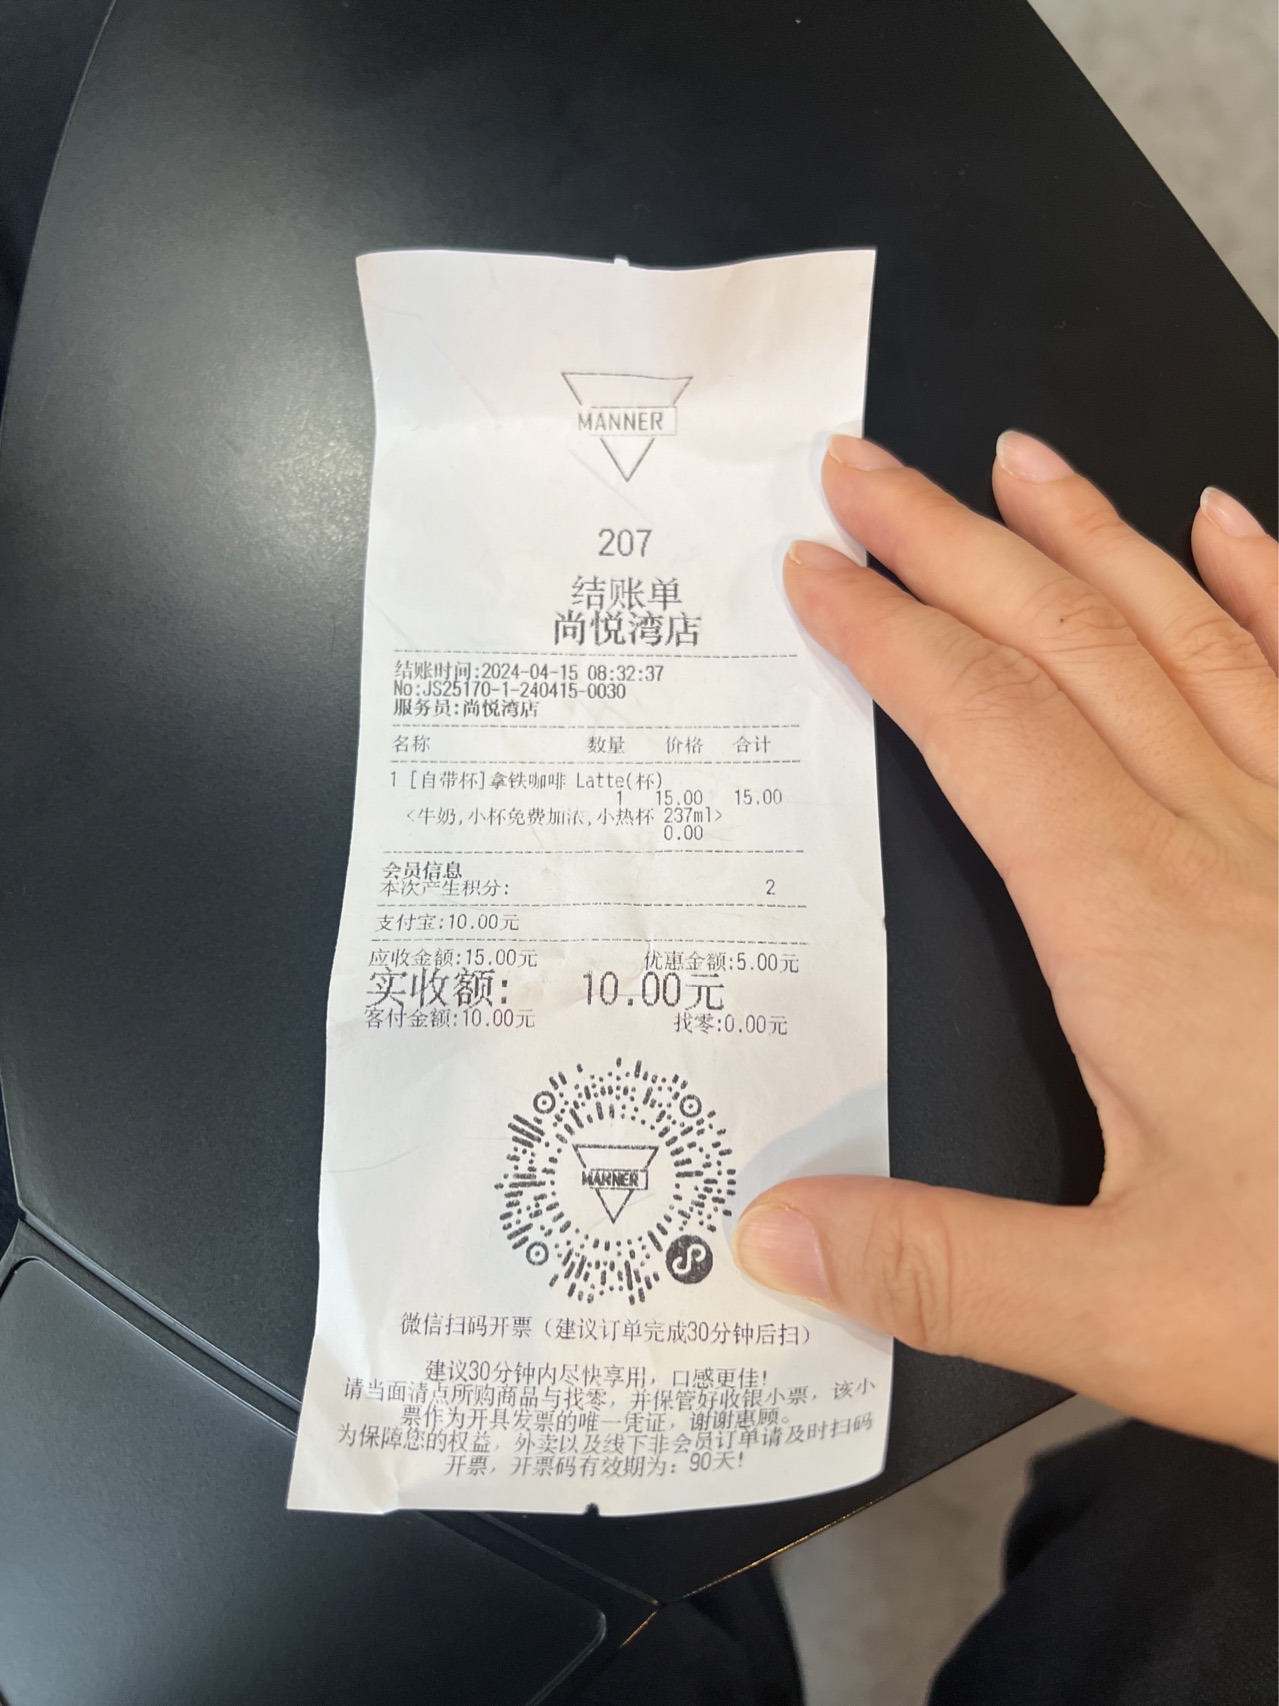 MANNER
207
结账单
尚悦湾店
结账时间:2024-04-15 08:32:37
No:JS25170-1-240415-0030
服务员:尚悦湾店
名称 数量 价格 合计
1 [自带杯]拿铁咖啡 Latte(杯)
1 15.00 15.00
<牛奶,小杯免费加浓,小热杯 237ml>
0.00
会员信息
本次产生积分: 2
支付宝:10.00元
应收金额:15.00元 优惠金额:5.00元
实收额: 10.00元
客付金额:10.00元 找零:0.00元
MANNER
微信扫码开票（建议订单完成30分钟后扫）
建议30分钟内尽快享用，口感更佳！
请当面清点所购商品与找零，并保管好收银小票，该小
票作为开具发票的唯一凭证，谢谢惠顾。
为保障您的权益，外卖以及线下非会员订单请及时扫码
开票，开票码有效期为：90天！